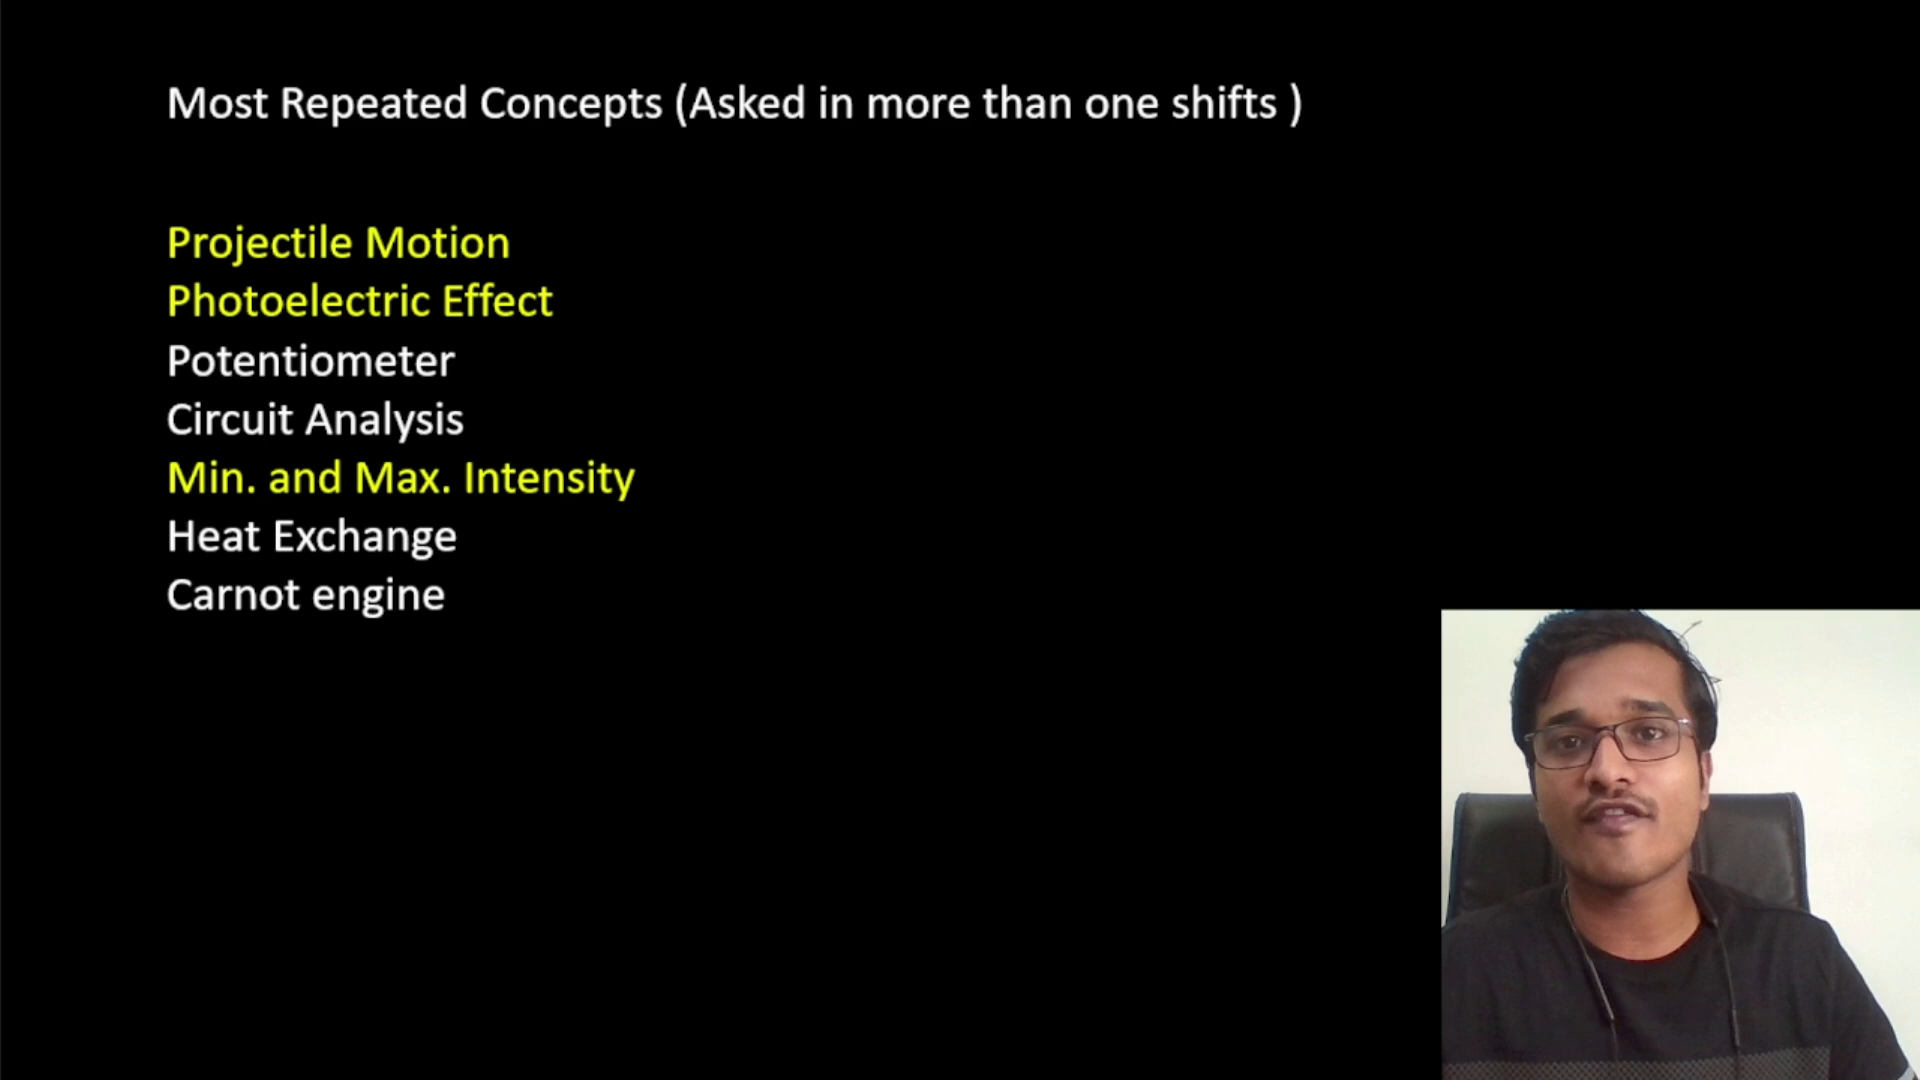 Most Repeated Concepts (Asked in more than one shifts )
Projectile Motion
Photoelectric Effect
Potentiometer
Circuit Analysis
Min. and Max. Intensity
Heat Exchange
Carnot engine